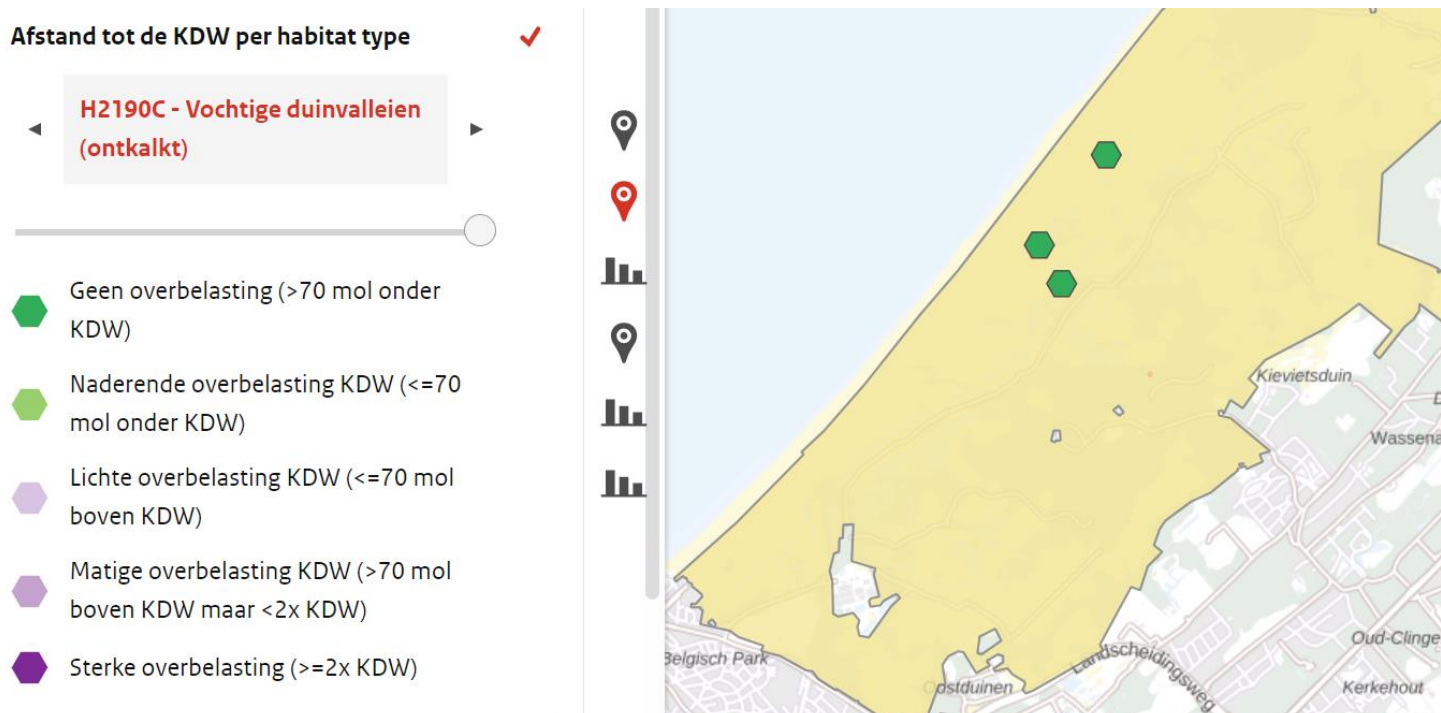 Afstand tot de KDW per habitat type
H2190C - Vochtige duinvalleien
(ontkalkt)
Geen overbelasting (>70 mol onder
KDW)
Naderende overbelasting KDW (<=70
mol onder KDW)
Lichte overbelasting KDW (<=70 mol
boven KDW)
Matige overbelasting KDW (>70 mol
boven KDW maar <2x KDW)
Sterke overbelasting (>=2x KDW)
Kievietsduin
D
Wassena
Oud-Clinge
Kerkehout
Landscheidingsweg
Belgisch Park
Oostduinen